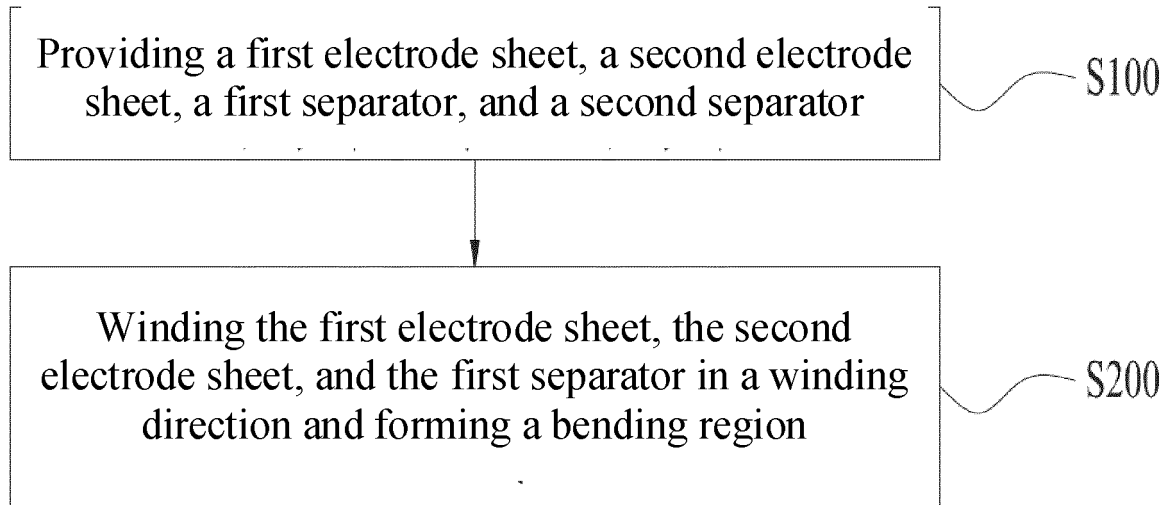 Providing a first electrode sheet, a second electrode
sheet, a first separator, and a second separator
S100
Winding the first electrode sheet, the second
electrode sheet, and the first separator in a winding
direction and forming a bending region
S200